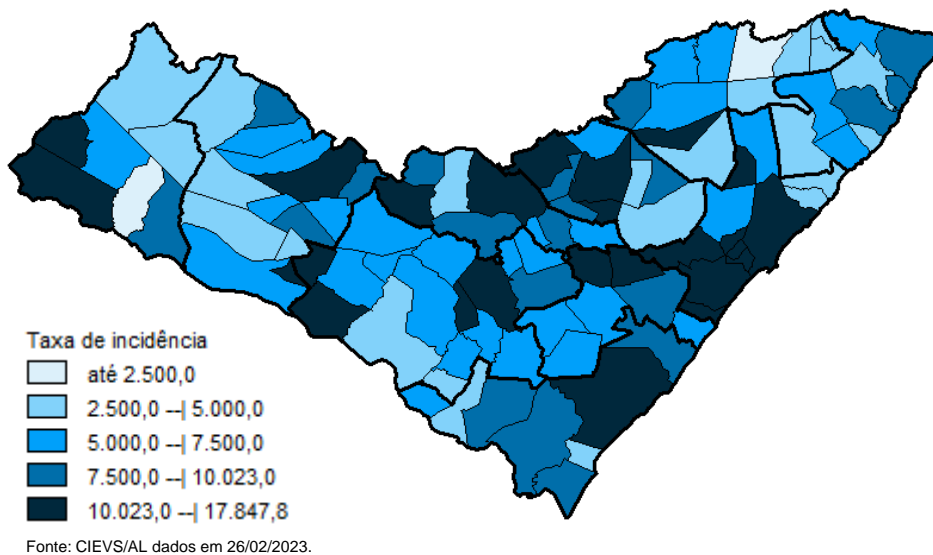 Taxa de incidência
até 2.500,0
2.500,0 --| 5.000,0
5.000,0 --| 7.500,0
7.500,0 --| 10.023,0
10.023,0 --| 17.847,8
Fonte: CIEVS/AL dados em 26/02/2023.